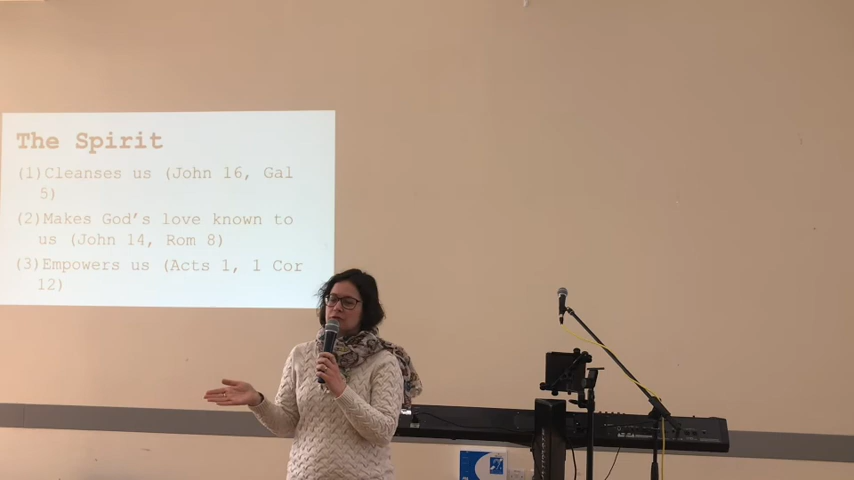 The Spirit
(1)Cleanses us (John 16, Gal
5)
(2)Makes God's love known to
us (John 14, Rom 8)
(3)Empowers us (Acts 1, 1 Cor
12)